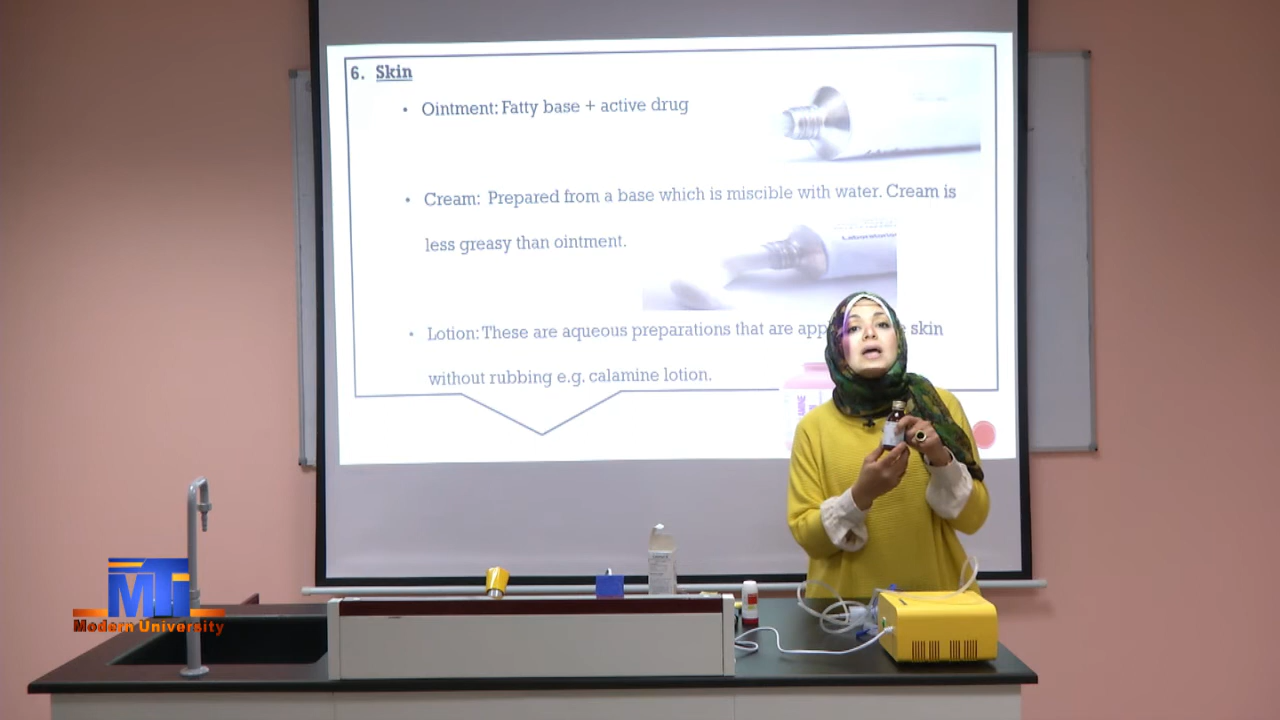 6. Skin
• Ointment: Fatty base + active drug
• Cream: Prepared from a base which is miscible with water. Cream is
less greasy than ointment.
• Lotion: These are aqueous preparations that are app skin
without rubbing e.g. calamine lotion.
MTi
Modern University